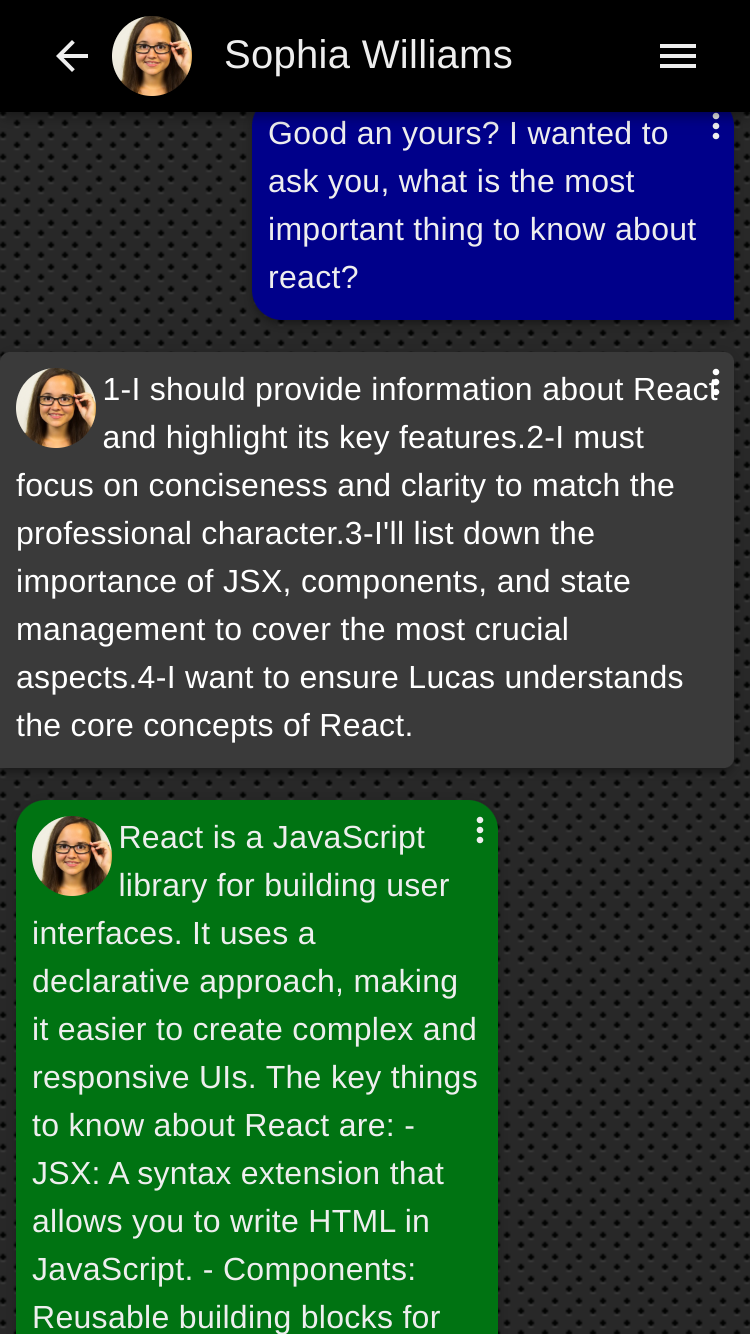 Sophia Williams
Good an yours? I wanted to
ask you, what is the most
important thing to know about
react?
1-I should provide information about React
and highlight its key features.2-I must
focus on conciseness and clarity to match the
professional character.3-I'll list down the
importance of JSX, components, and state
management to cover the most crucial
aspects.4-I want to ensure Lucas understands
the core concepts of React.
React is a JavaScript
library for building user
interfaces. It uses a
declarative approach, making
it easier to create complex and
responsive UIs. The key things
to know about React are: -
JSX: A syntax extension that
allows you to write HTML in
JavaScript. - Components:
Reusable building blocks for